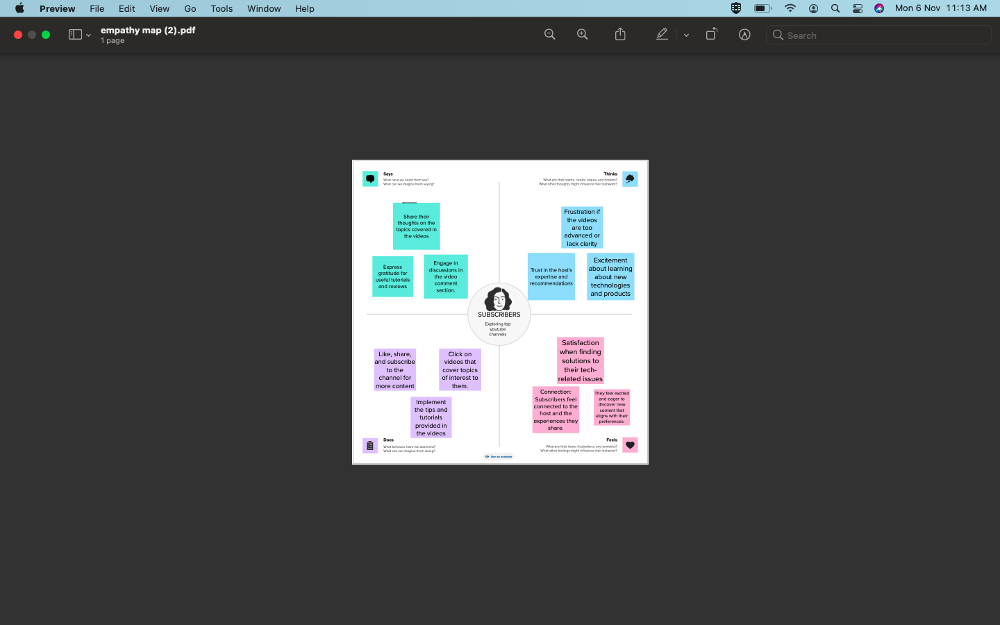 Preview File Edit View Go Tools Window Help Mon 6 Nov 11:13 AM
empathy map (2).pdf
1 page
Search
Says
What have we heard them say?
What can we imagine them saying?
Thinks
What are their wants, needs, hopes, and dreams?
What other thoughts might influence their behavior?
Share their
thoughts on the
topics covered in
the videos
Express
gratitude for
useful tutorials
and reviews
Engage in
discussions in
the video
comment
section.
Frustration if
the videos
are too
advanced or
lack clarity
Trust in the host's
expertise and
recommendations
Excitement
about learning
about new
technologies
and products
SUBSCRIBERS
Exploring top
youtube
channels
Like, share,
and subscribe
to the
channel for
more content
Click on
videos that
cover topics
of interest to
them.
Implement
the tips and
tutorials
provided in
the videos
Satisfaction
when finding
solutions to
their tech-
related issues
Connection:
Subscribers feel
connected to the
host and the
experiences they
share.
They feel excited
and eager to
discover new
content that
aligns with their
preferences.
Does
What behavior have we observed?
What can we imagine them doing?
Feels
What are their fears, frustrations, and anxieties?
What other feelings might influence their behavior?
See an example